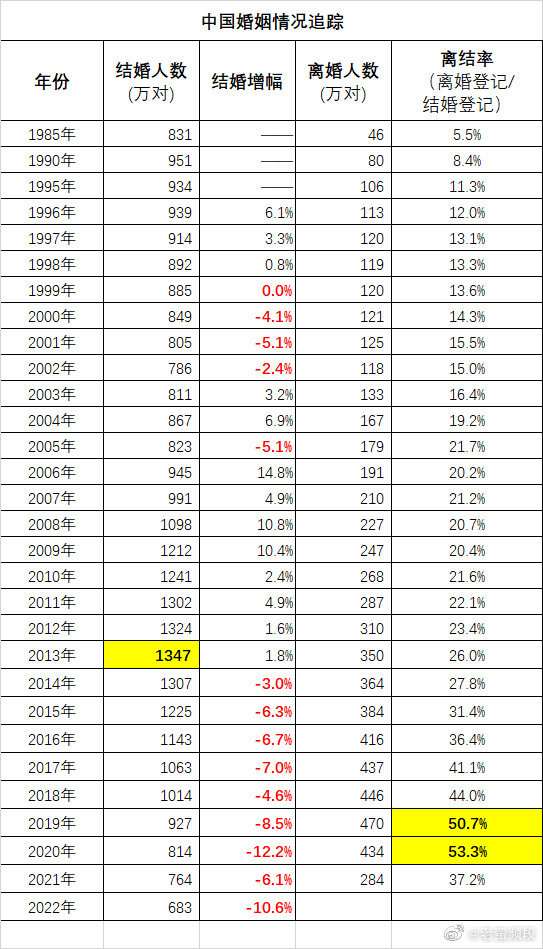 中国婚姻情况追踪
年份 结婚人数 (万对) 结婚增幅 离婚人数 (万对) 离结率 (离婚登记/ 结婚登记)
1985年 831 —— 46 5.5%
1990年 951 —— 80 8.4%
1995年 934 —— 106 11.3%
1996年 939 6.1% 113 12.0%
1997年 914 3.3% 120 13.1%
1998年 892 0.8% 119 13.3%
1999年 885 0.0% 120 13.6%
2000年 849 -4.1% 121 14.3%
2001年 805 -5.1% 125 15.5%
2002年 786 -2.4% 118 15.0%
2003年 811 3.2% 133 16.4%
2004年 867 6.9% 167 19.2%
2005年 823 -5.1% 179 21.7%
2006年 945 14.8% 191 20.2%
2007年 991 4.9% 210 21.2%
2008年 1098 10.8% 227 20.7%
2009年 1212 10.4% 247 20.4%
2010年 1241 2.4% 268 21.6%
2011年 1302 4.9% 287 22.1%
2012年 1324 1.6% 310 23.4%
2013年 1347 1.8% 350 26.0%
2014年 1307 -3.0% 364 27.8%
2015年 1225 -6.3% 384 31.4%
2016年 1143 -6.7% 416 36.4%
2017年 1063 -7.0% 437 41.1%
2018年 1014 -4.6% 446 44.0%
2019年 927 -8.5% 470 50.7%
2020年 814 -12.2% 434 53.3%
2021年 764 -6.1% 284 37.2%
2022年 683 -10.6%
@老蛮频段